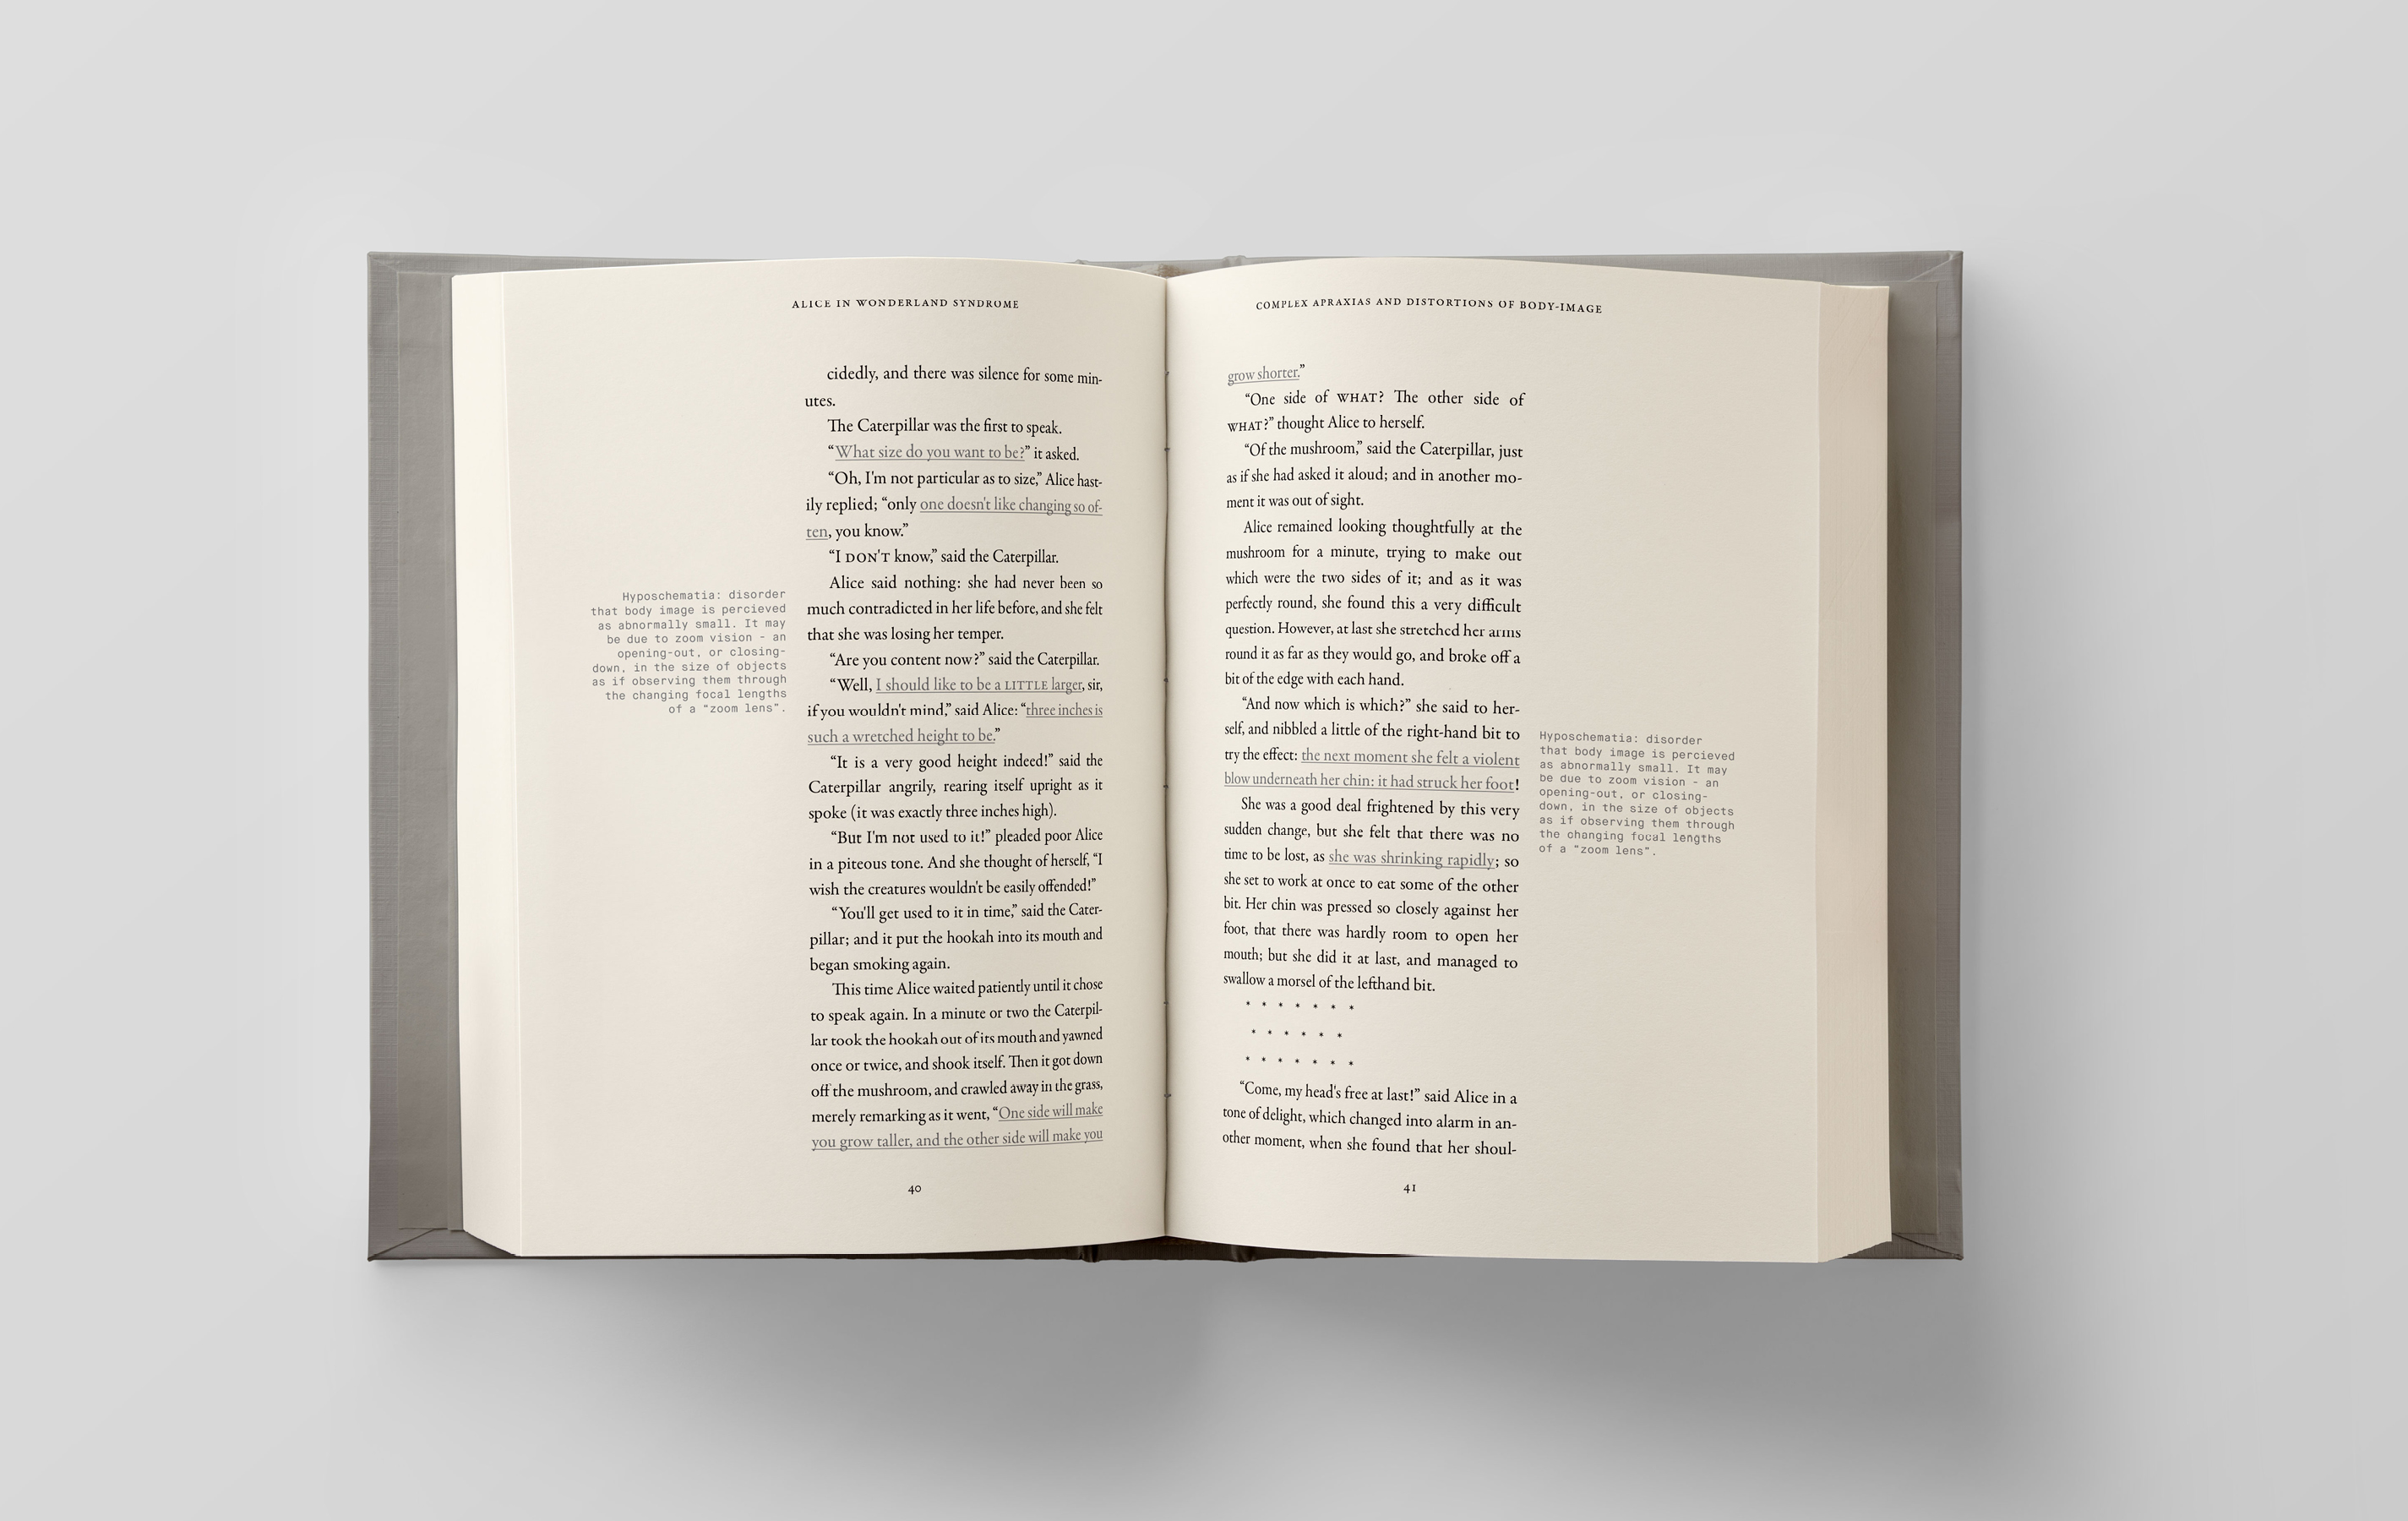 ALICE IN WONDERLAND SYNDROME
cidedly, and there was silence for some min-
utes.
The Caterpillar was the first to speak.
“What size do you want to be?” it asked.
“Oh, I'm not particular as to size,” Alice hast-
ily replied; “only one doesn't like changing so of-
ten, you know.”
“I DON'T know,” said the Caterpillar.
Alice said nothing: she had never been so
much contradicted in her life before, and she felt
that she was losing her temper.
“Are you content now?” said the Caterpillar.
“Well, I should like to be a LITTLE larger, sir,
if you wouldn't mind,” said Alice: “three inches is
such a wretched height to be.”
“It is a very good height indeed!” said the
Caterpillar angrily, rearing itself upright as it
spoke (it was exactly three inches high).
“But I'm not used to it!” pleaded poor Alice
in a piteous tone. And she thought of herself, “I
wish the creatures wouldn't be easily offended!”
“You'll get used to it in time,” said the Cater-
pillar; and it put the hookah into its mouth and
began smoking again.
This time Alice waited patiently until it chose
to speak again. In a minute or two the Caterpil-
lar took the hookah out of its mouth and yawned
once or twice, and shook itself. Then it got down
off the mushroom, and crawled away in the grass,
merely remarking as it went, “One side will make
you grow taller, and the other side will make you
Hyposchematia: disorder
that body image is percieved
as abnormally small. It may
be due to zoom vision - an
opening-out, or closing-
down, in the size of objects
as if observing them through
the changing focal lengths
of a "zoom lens".
40
COMPLEX APRAXIAS AND DISTORTIONS OF BODY-IMAGE
grow shorter.”
“One side of WHAT? The other side of
WHAT?” thought Alice to herself.
“Of the mushroom,” said the Caterpillar, just
as if she had asked it aloud; and in another mo-
ment it was out of sight.
Alice remained looking thoughtfully at the
mushroom for a minute, trying to make out
which were the two sides of it; and as it was
perfectly round, she found this a very difficult
question. However, at last she stretched her arms
round it as far as they would go, and broke off a
bit of the edge with each hand.
“And now which is which?” she said to her-
self, and nibbled a little of the right-hand bit to
try the effect: the next moment she felt a violent
blow underneath her chin: it had struck her foot!
She was a good deal frightened by this very
sudden change, but she felt that there was no
time to be lost, as she was shrinking rapidly; so
she set to work at once to eat some of the other
bit. Her chin was pressed so closely against her
foot, that there was hardly room to open her
mouth; but she did it at last, and managed to
swallow a morsel of the lefthand bit.
* * * * * * *
* * * * * *
* * * * * * *
“Come, my head's free at last!” said Alice in a
tone of delight, which changed into alarm in an-
other moment, when she found that her shoul-
Hyposchematia: disorder
that body image is percieved
as abnormally small. It may
be due to zoom vision - an
opening-out, or closing-
down, in the size of objects
as if observing them through
the changing focal lengths
of a "zoom lens".
41